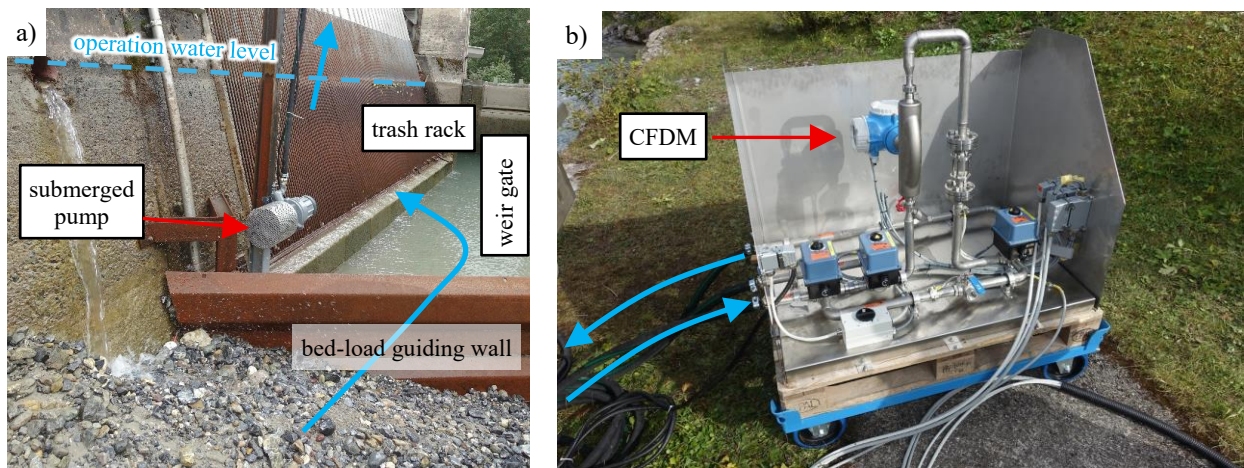 a)
operation water level
trash rack
weir gate
submerged
pump
bed-load guiding wall
b)
CFDM